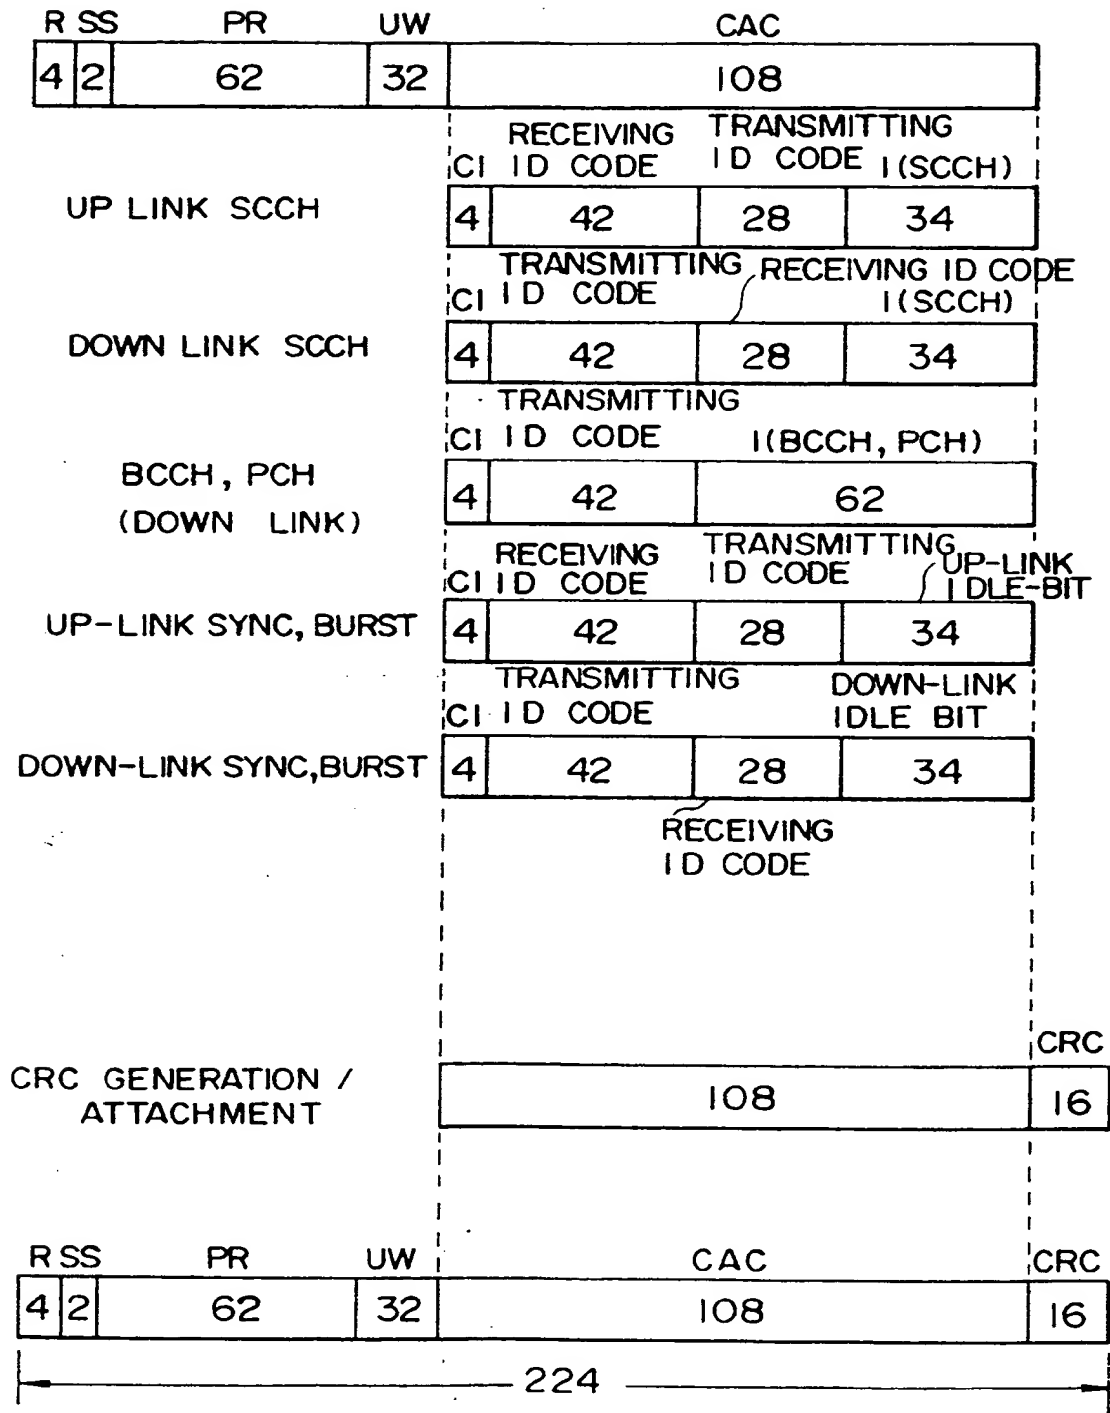 R SS PR UW CAC
4 2 62 32 108
RECEIVING TRANSMITTING
CI ID CODE ID CODE I(SCCH)
UP LINK SCCH 4 42 28 34
TRANSMITTING RECEIVING ID CODE
CI ID CODE I(SCCH)
DOWN LINK SCCH 4 42 28 34
TRANSMITTING
CI ID CODE I(BCCH, PCH)
BCCH, PCH
(DOWN LINK) 4 42 62
RECEIVING TRANSMITTING UP-LINK
CI ID CODE ID CODE IDLE-BIT
UP-LINK SYNC, BURST 4 42 28 34
TRANSMITTING DOWN-LINK
CI ID CODE IDLE BIT
DOWN-LINK SYNC, BURST 4 42 28 34
RECEIVING
ID CODE
CRC
CRC GENERATION /
ATTACHMENT 108 16
R SS PR UW CAC CRC
4 2 62 32 108 16
224